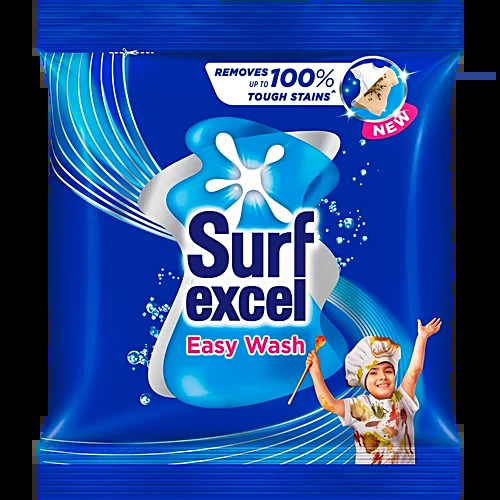 REMOVES
UP TO 100%
TOUGH STAINS^
NEW
Surf
excel
Easy Wash